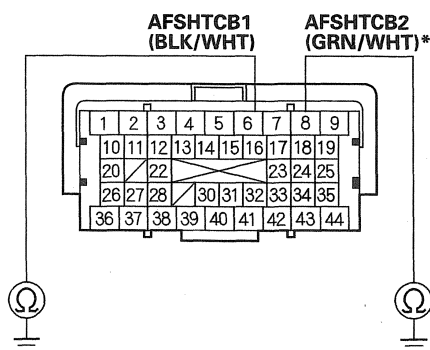 AFSHTCB1 AFSHTCB2
(BLK/WHT) (GRN/WHT)*
1 2 3 4 5 6 7 8 9
10 11 12 13 14 15 16 17 18 19
20 22 23 24 25
26 27 28 30 31 32 33 34 35
36 37 38 39 40 41 42 43 44
Ω Ω